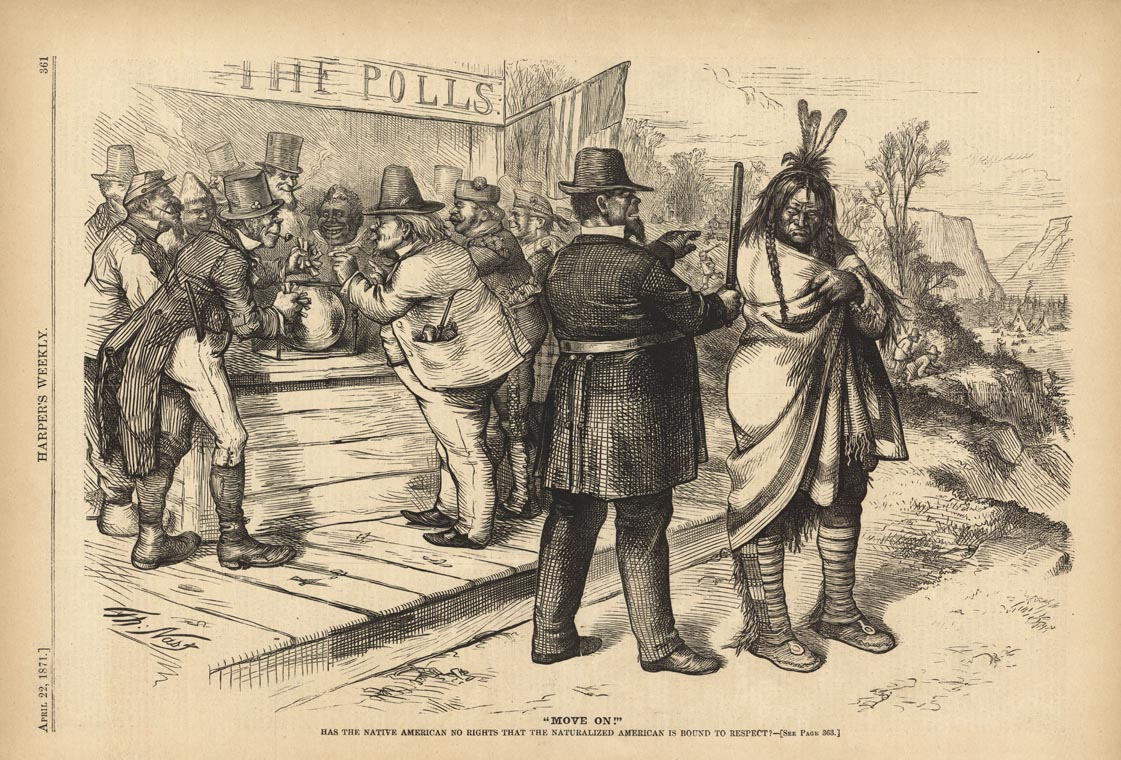 361
HARPER'S WEEKLY.
APRIL 22, 1871.]
THE POLLS.
Th. Nast
"MOVE ON!"
HAS THE NATIVE AMERICAN NO RIGHTS THAT THE NATURALIZED AMERICAN IS BOUND TO RESPECT?—[SEE PAGE 363.]